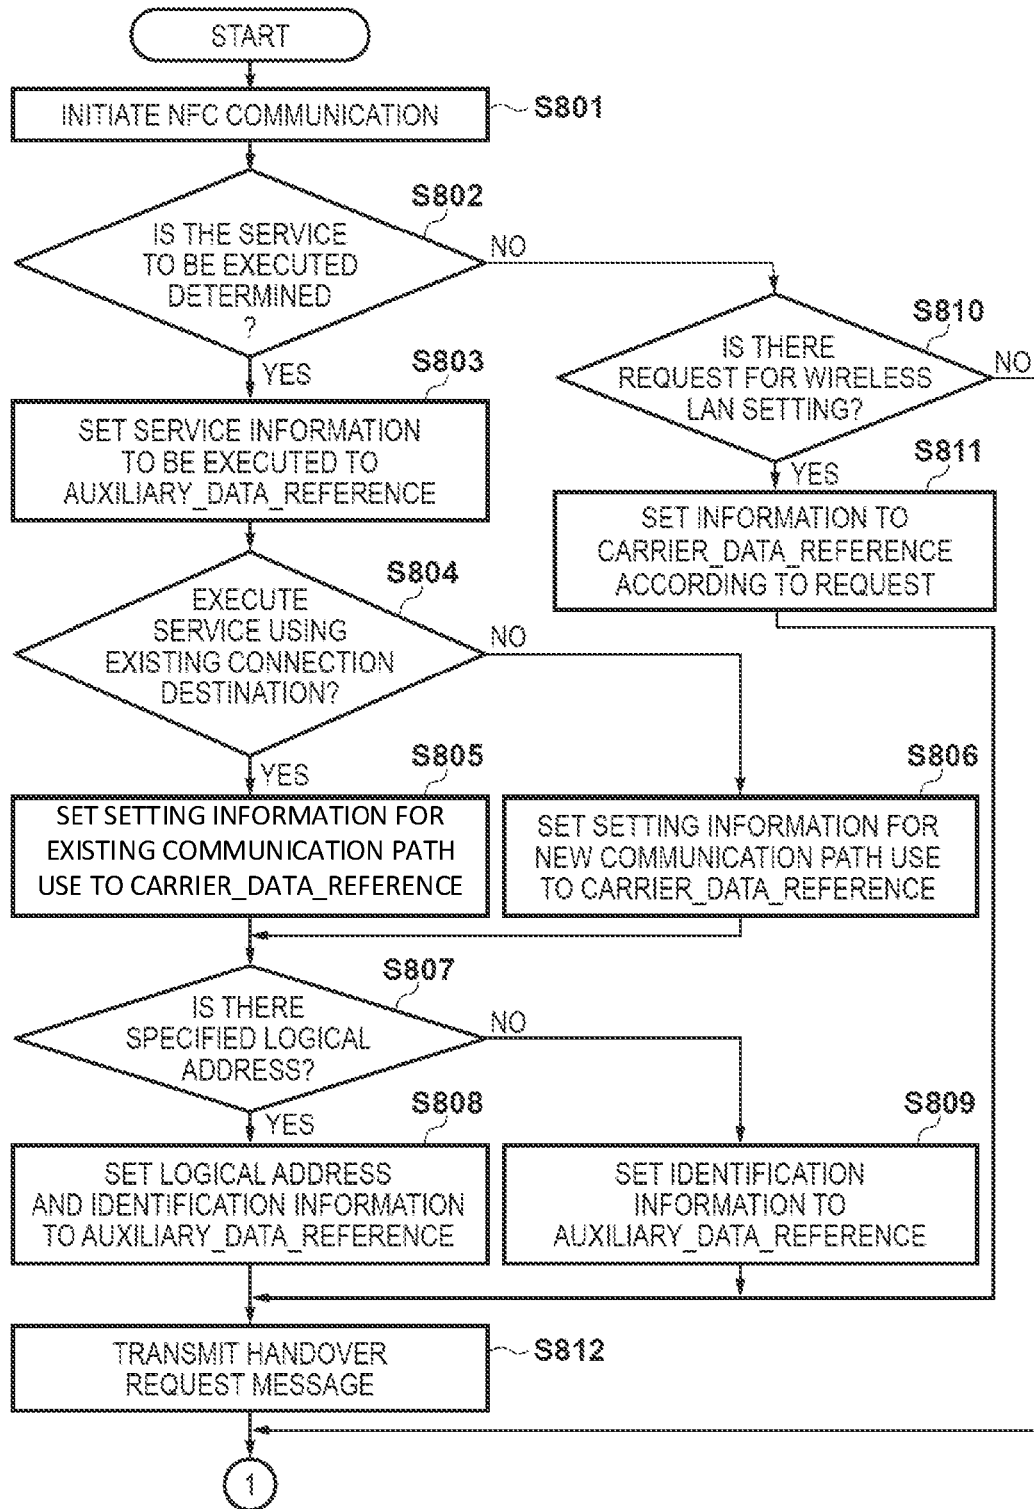 START
INITIATE NFC COMMUNICATION
S801
S802
IS THE SERVICE
TO BE EXECUTED
DETERMINED
?
NO
YES
S803
SET SERVICE INFORMATION
TO BE EXECUTED TO
AUXILIARY_DATA_REFERENCE
S810
IS THERE
REQUEST FOR WIRELESS
LAN SETTING?
NO
YES
S811
SET INFORMATION TO
CARRIER_DATA_REFERENCE
ACCORDING TO REQUEST
S804
EXECUTE
SERVICE USING
EXISTING CONNECTION
DESTINATION?
NO
YES
S805
SET SETTING INFORMATION FOR
EXISTING COMMUNICATION PATH
USE TO CARRIER_DATA_REFERENCE
S806
SET SETTING INFORMATION FOR
NEW COMMUNICATION PATH USE
TO CARRIER_DATA_REFERENCE
S807
IS THERE
SPECIFIED LOGICAL
ADDRESS?
NO
YES
S808
SET LOGICAL ADDRESS
AND IDENTIFICATION INFORMATION
TO AUXILIARY_DATA_REFERENCE
S809
SET IDENTIFICATION
INFORMATION TO
AUXILIARY_DATA_REFERENCE
TRANSMIT HANDOVER
REQUEST MESSAGE
S812
1